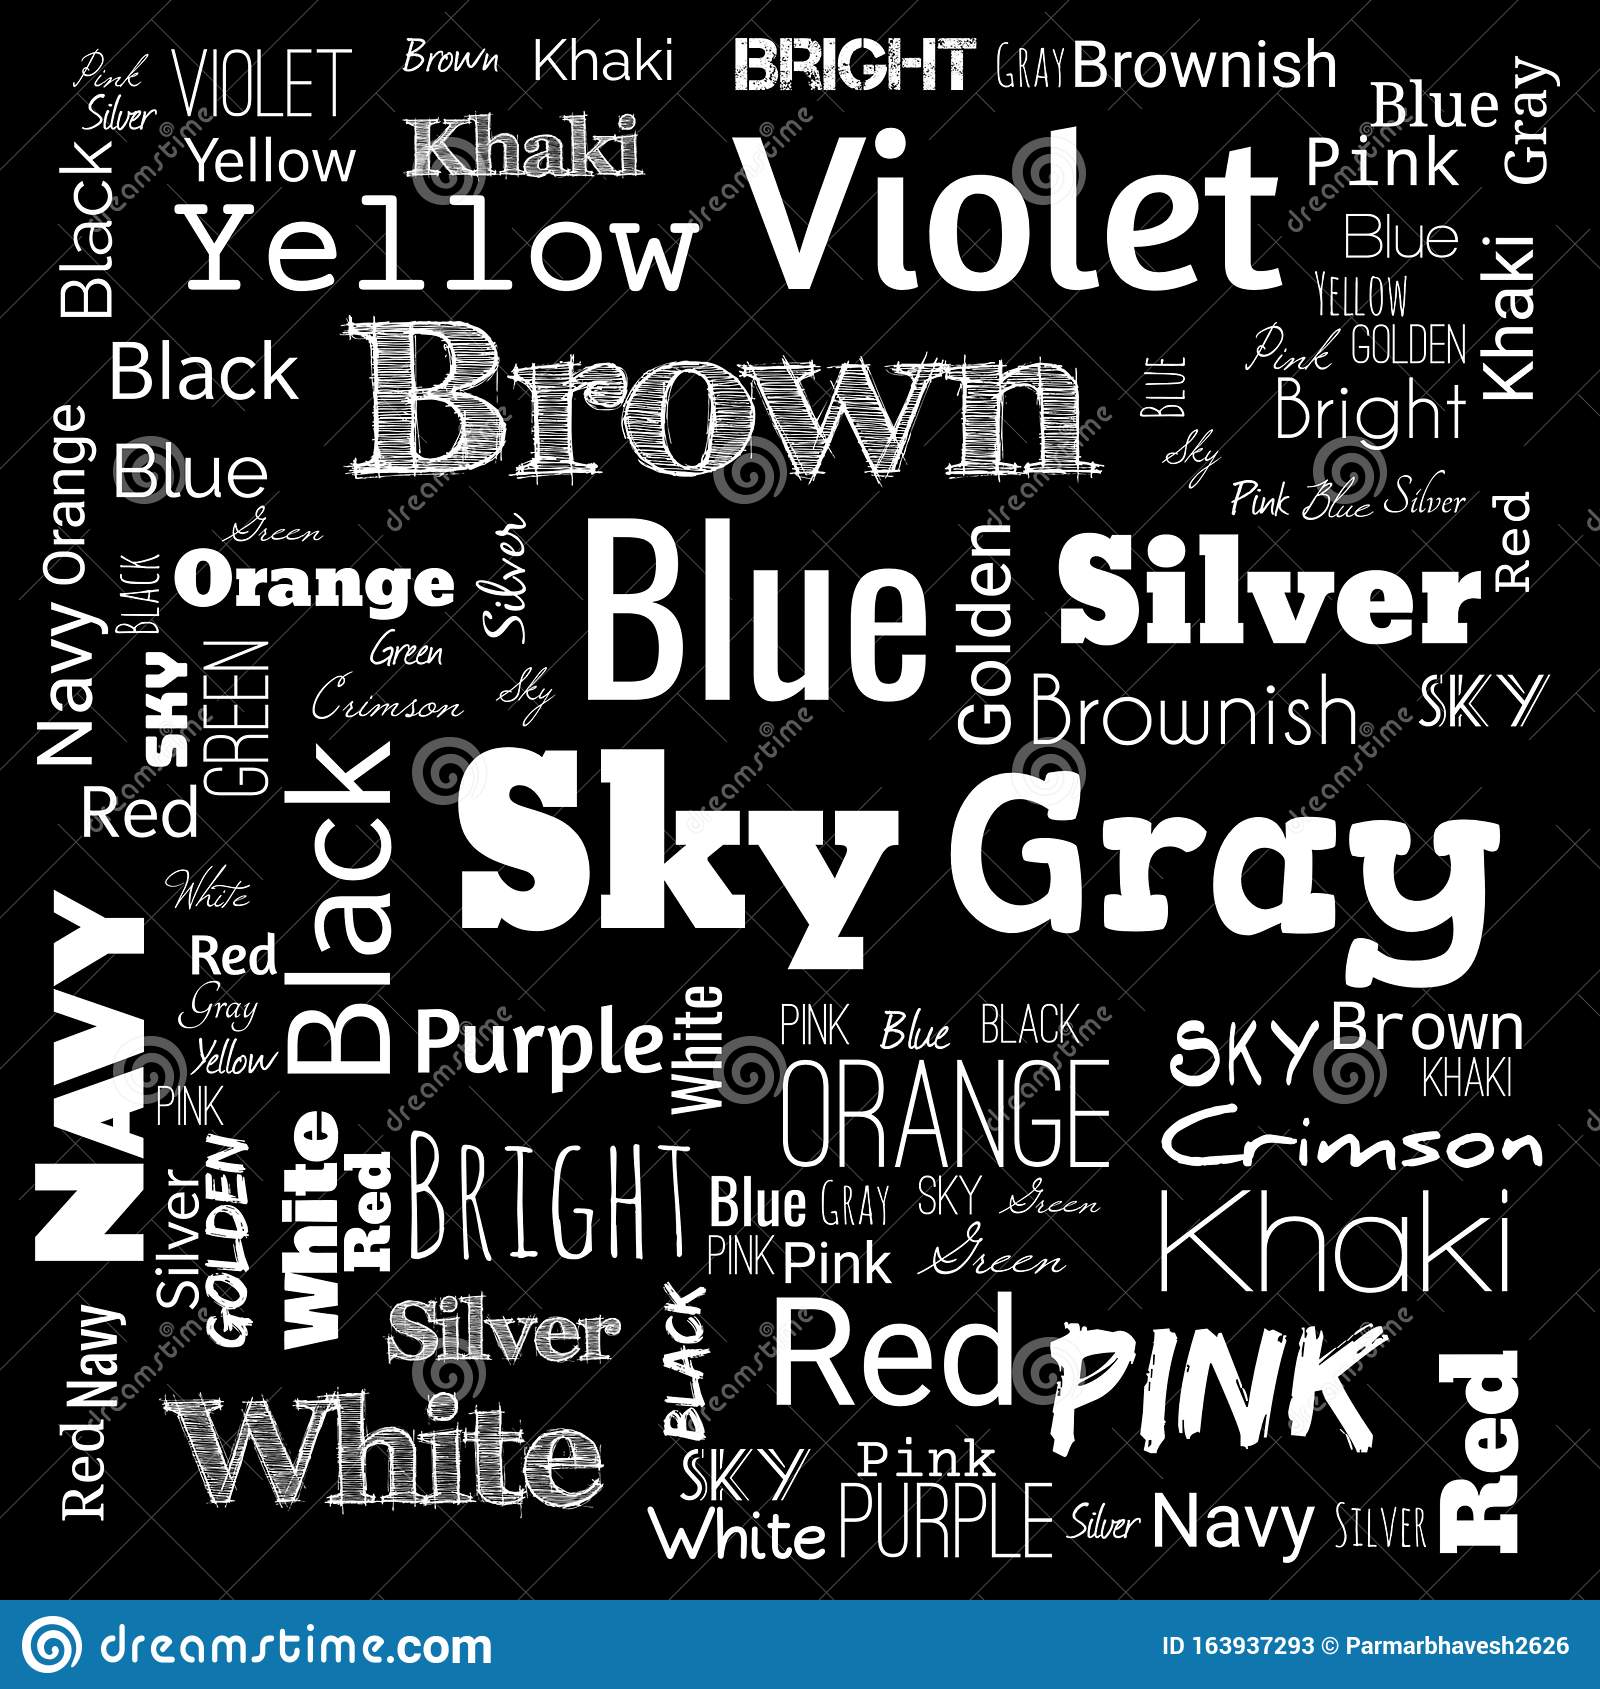 Pink
VIOLET
Brown
Khaki
BRIGHT
GRAY
Brownish
Silver
Blue
Gray
Yellow
Khaki
Violet
Pink
Black
Yellow
Blue
Khaki
YELLOW
Brown
Pink
GOLDEN
Black
BLUE
Bright
Orange
Blue
Sky
Pink
Blue
Silver
Red
Green
Silver
Blue
Golden
Silver
Navy
BLACK
Orange
Green
SKY
GREEN
Crimson
Sky
Brownish
SKY
Red
Black
Sky
Gray
White
NAVY
Red
Gray
Purple
White
PINK
Blue
BLACK
SKY
Brown
Yellow
ORANGE
KHAKI
PINK
Crimson
Silver
GOLDEN
White
Red
BRIGHT
Blue
GRAY
SKY
Green
Khaki
PINK
Pink
Green
Navy
Silver
BLACK
Red
PINK
Red
Red
White
SKY
Pink
White
PURPLE
Silver
Navy
SILVER
dreamstime
dreamstime.com
ID 163937293 © Parmarbhavesh2626